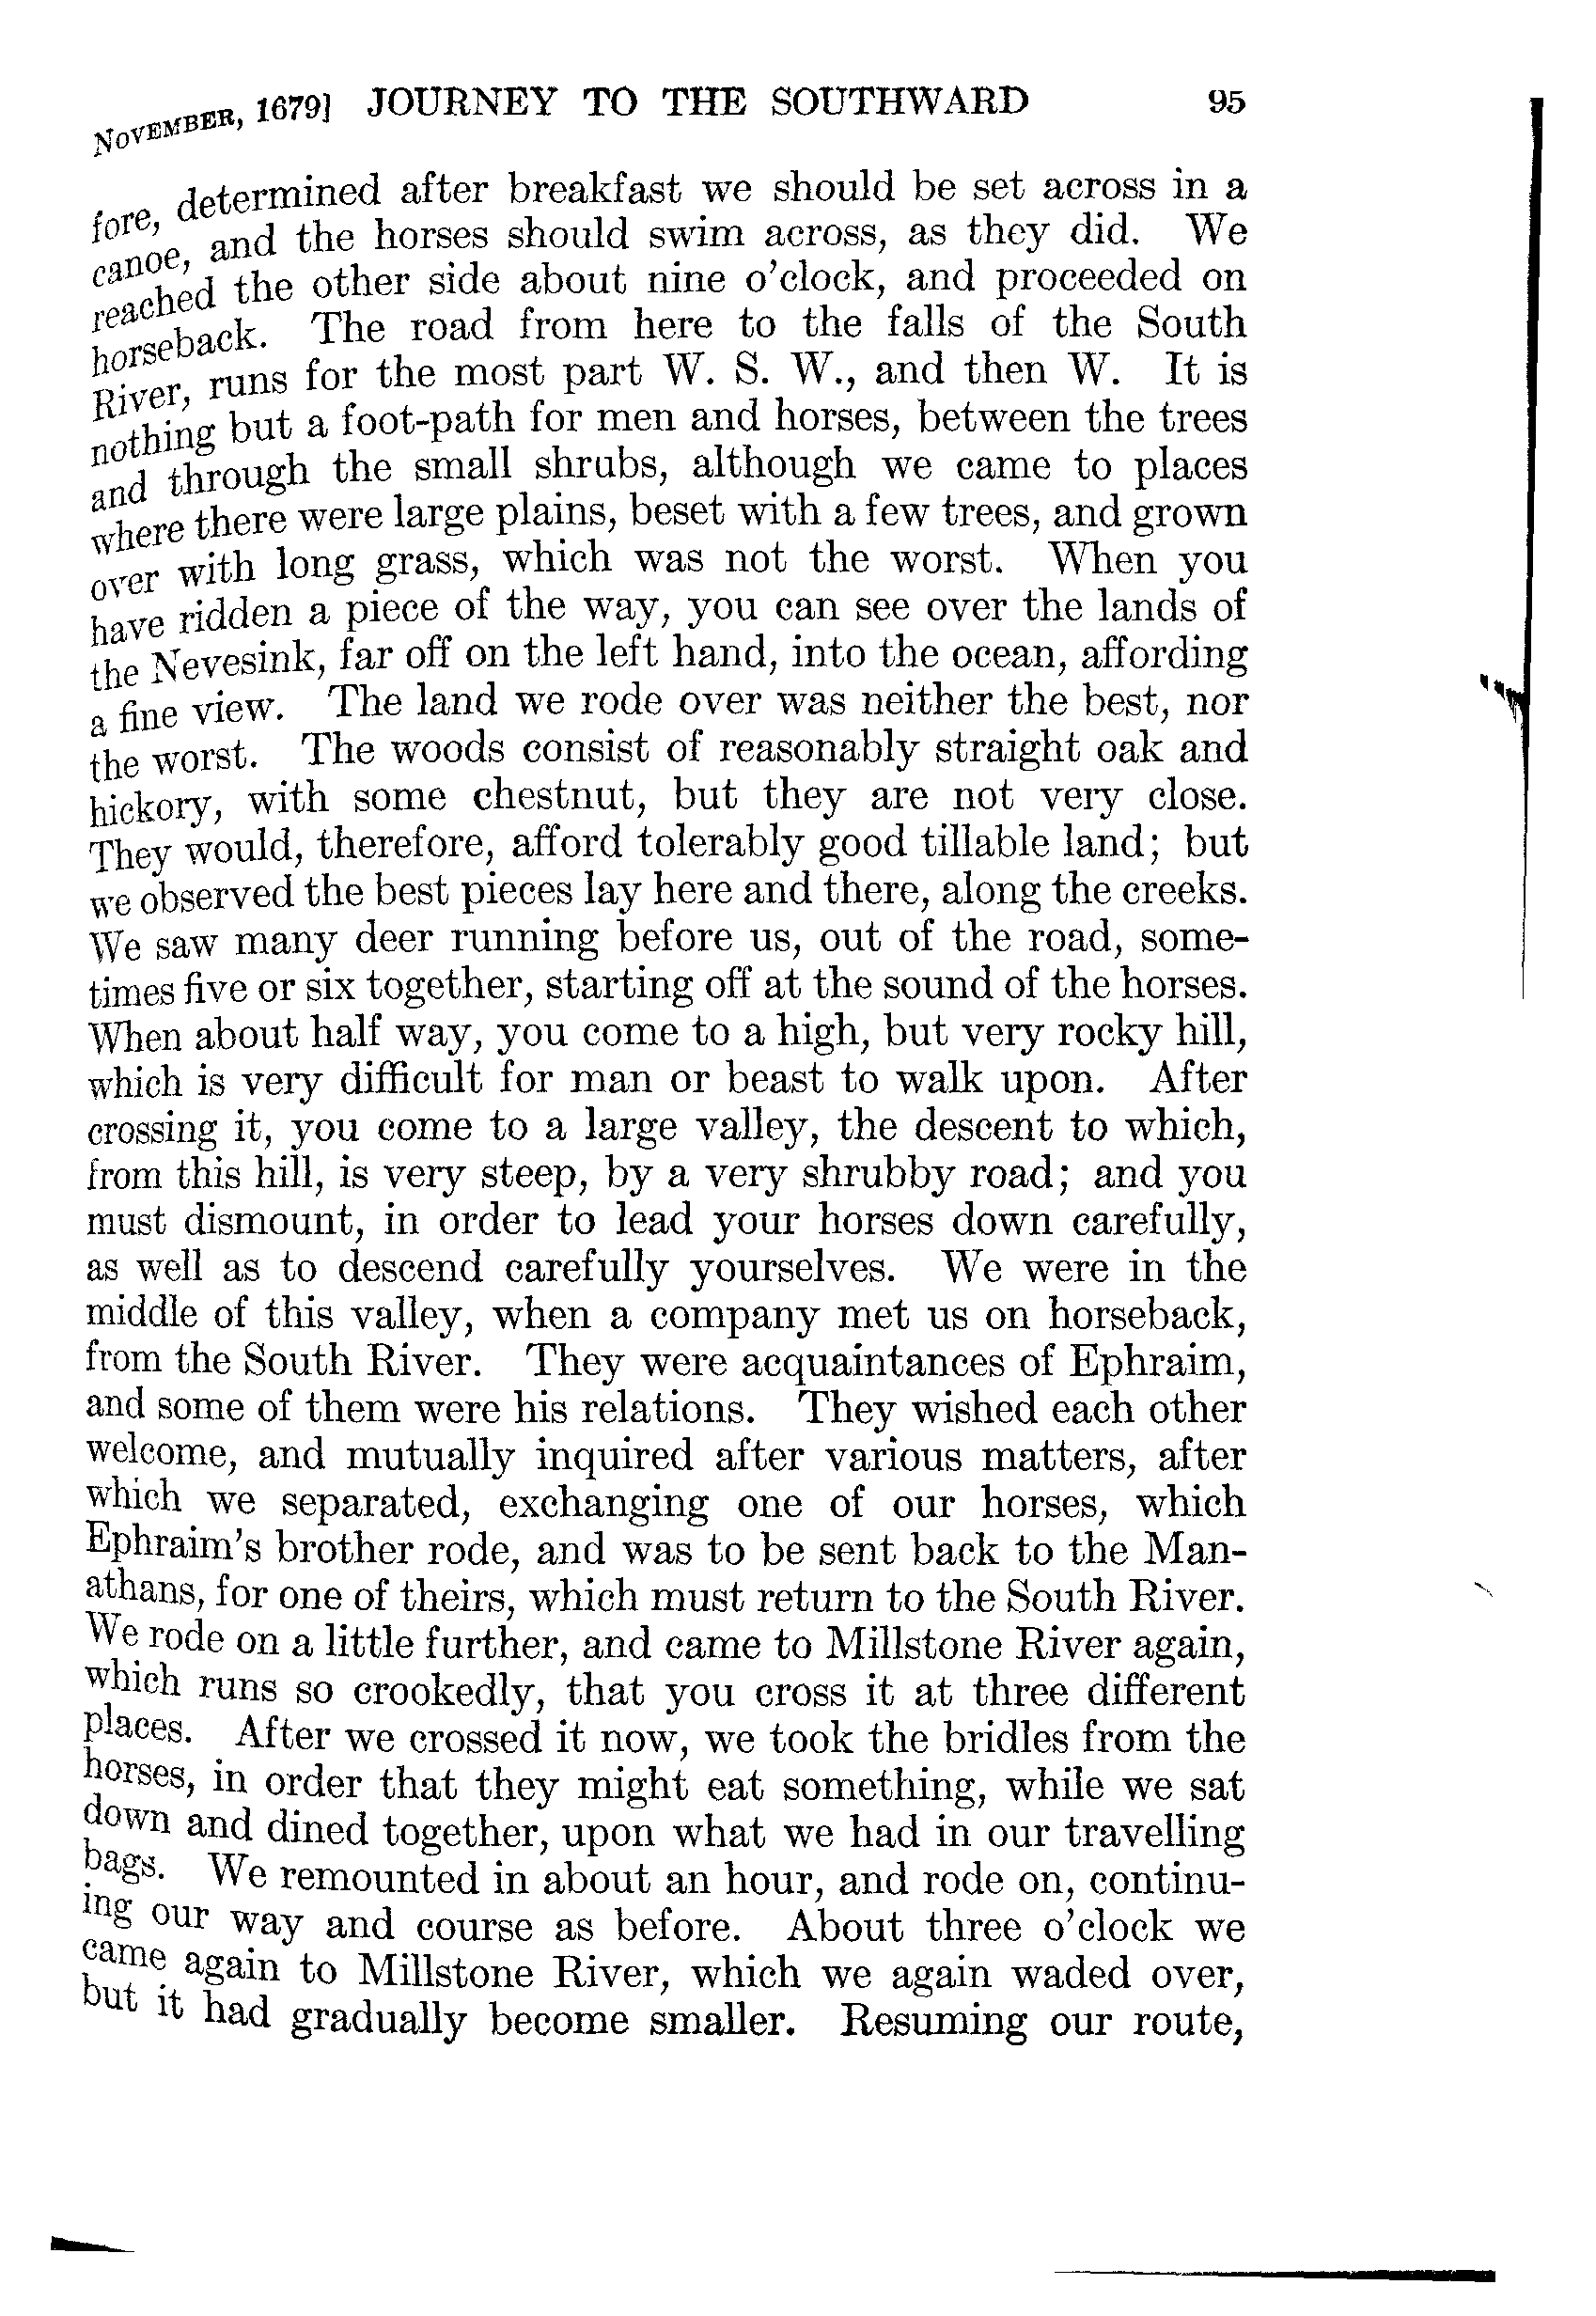 NOVEMBER, 1679] JOURNEY TO THE SOUTHWARD 95
fore, determined after breakfast we should be set across in a
canoe, and the horses should swim across, as they did. We
reached the other side about nine o'clock, and proceeded on
horseback. The road from here to the falls of the South
River, runs for the most part W. S. W., and then W. It is
nothing but a foot-path for men and horses, between the trees
and through the small shrubs, although we came to places
where there were large plains, beset with a few trees, and grown
over with long grass, which was not the worst. When you
have ridden a piece of the way, you can see over the lands of
the Nevesink, far off on the left hand, into the ocean, affording
a fine view. The land we rode over was neither the best, nor
the worst. The woods consist of reasonably straight oak and
hickory, with some chestnut, but they are not very close.
They would, therefore, afford tolerably good tillable land; but
we observed the best pieces lay here and there, along the creeks.
We saw many deer running before us, out of the road, some-
times five or six together, starting off at the sound of the horses.
When about half way, you come to a high, but very rocky hill,
which is very difficult for man or beast to walk upon. After
crossing it, you come to a large valley, the descent to which,
from this hill, is very steep, by a very shrubby road; and you
must dismount, in order to lead your horses down carefully,
as well as to descend carefully yourselves. We were in the
middle of this valley, when a company met us on horseback,
from the South River. They were acquaintances of Ephraim,
and some of them were his relations. They wished each other
welcome, and mutually inquired after various matters, after
which we separated, exchanging one of our horses, which
Ephraim's brother rode, and was to be sent back to the Man-
athans, for one of theirs, which must return to the South River.
We rode on a little further, and came to Millstone River again,
which runs so crookedly, that you cross it at three different
places. After we crossed it now, we took the bridles from the
horses, in order that they might eat something, while we sat
down and dined together, upon what we had in our travelling
bags. We remounted in about an hour, and rode on, continu-
ing our way and course as before. About three o'clock we
came again to Millstone River, which we again waded over,
but it had gradually become smaller. Resuming our route,